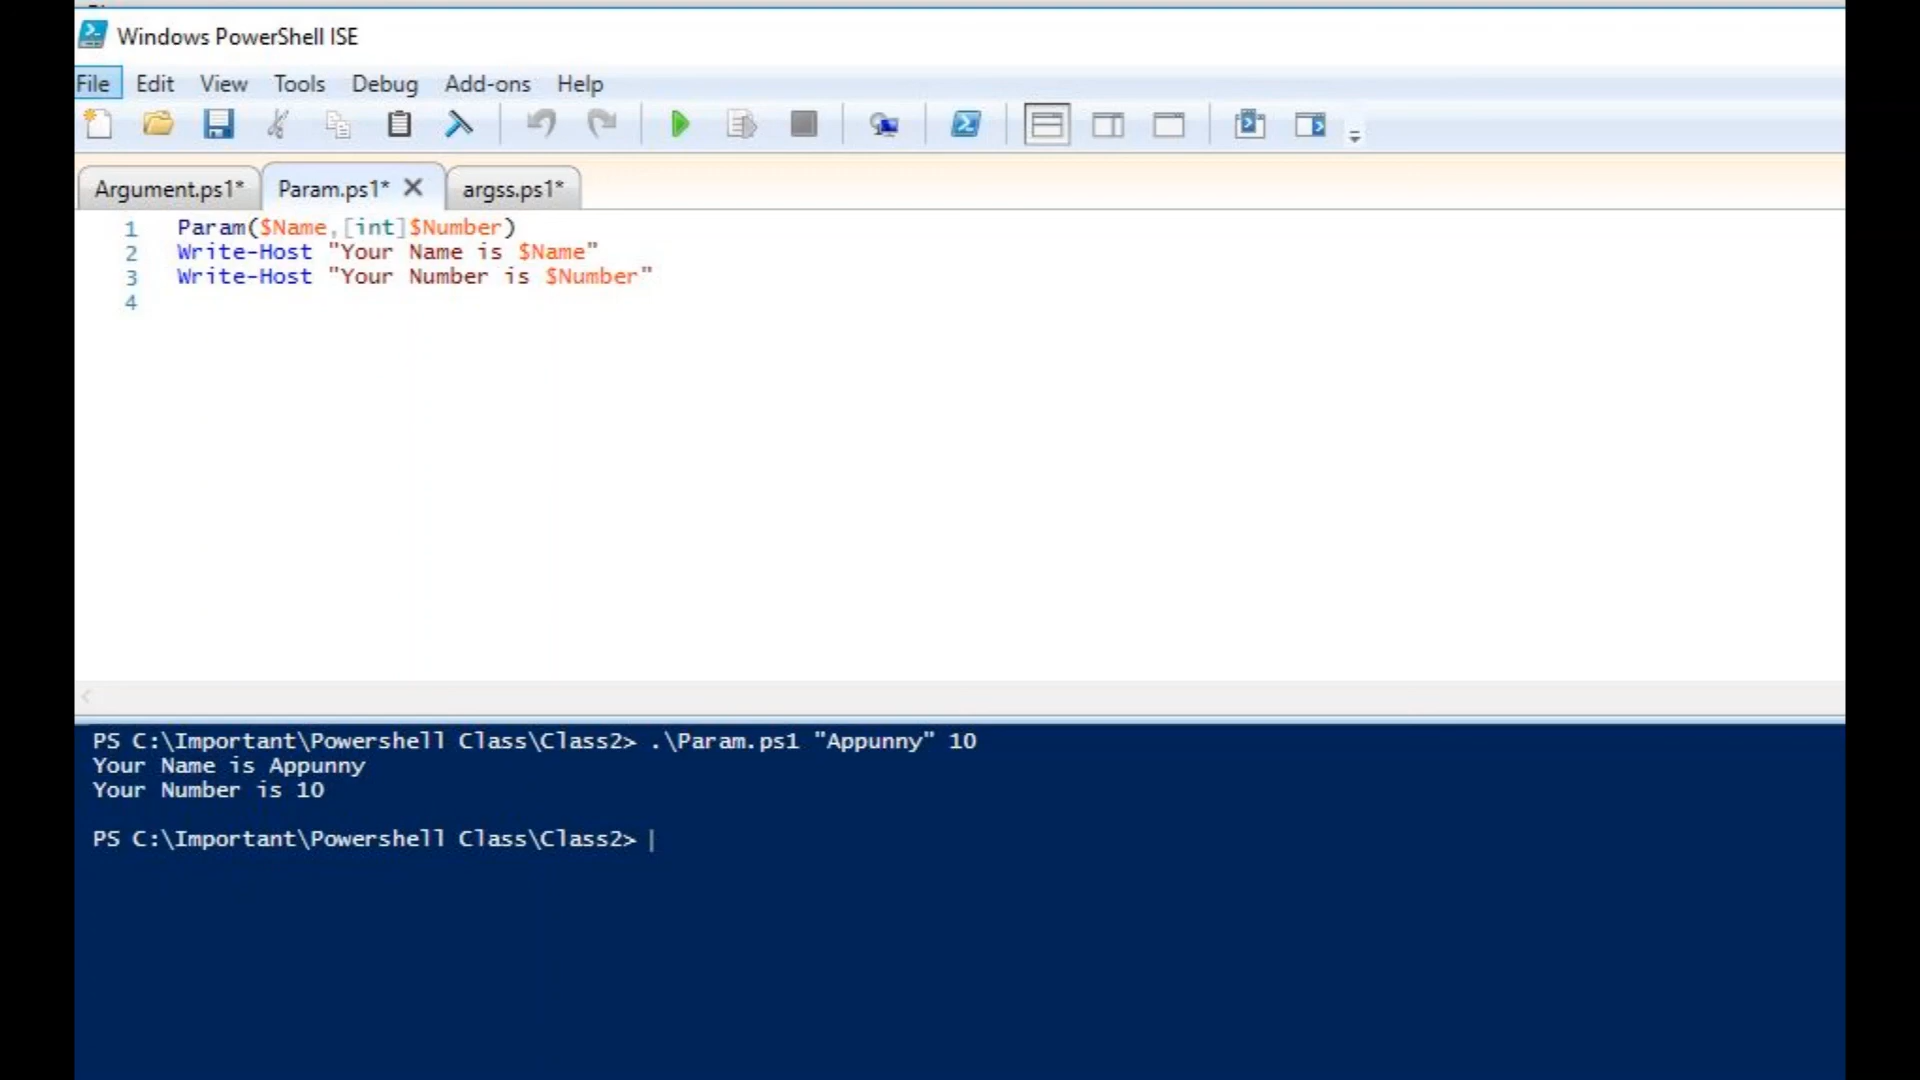 Windows PowerShell ISE
File Edit View Tools Debug Add-ons Help
Argument.ps1* Param.ps1* argss.ps1*
1 Param($Name,[int]$Number)
2 Write-Host "Your Name is $Name"
3 Write-Host "Your Number is $Number"
4
PS C:\Important\Powershell Class\Class2> .\Param.ps1 "Appunny" 10
Your Name is Appunny
Your Number is 10
PS C:\Important\Powershell Class\Class2>